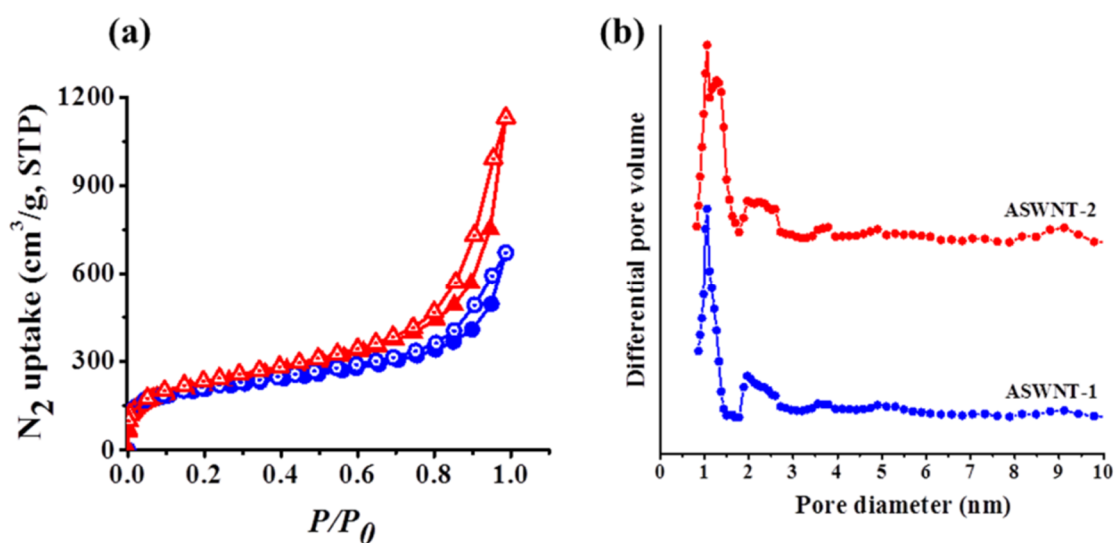 (a)
N2 uptake (cm³/g, STP)
1200
900
600
300
0
0.0 0.2 0.4 0.6 0.8 1.0
P/P0
(b)
Differential pore volume
ASWNT-2
ASWNT-1
0 1 2 3 4 5 6 7 8 9 10
Pore diameter (nm)